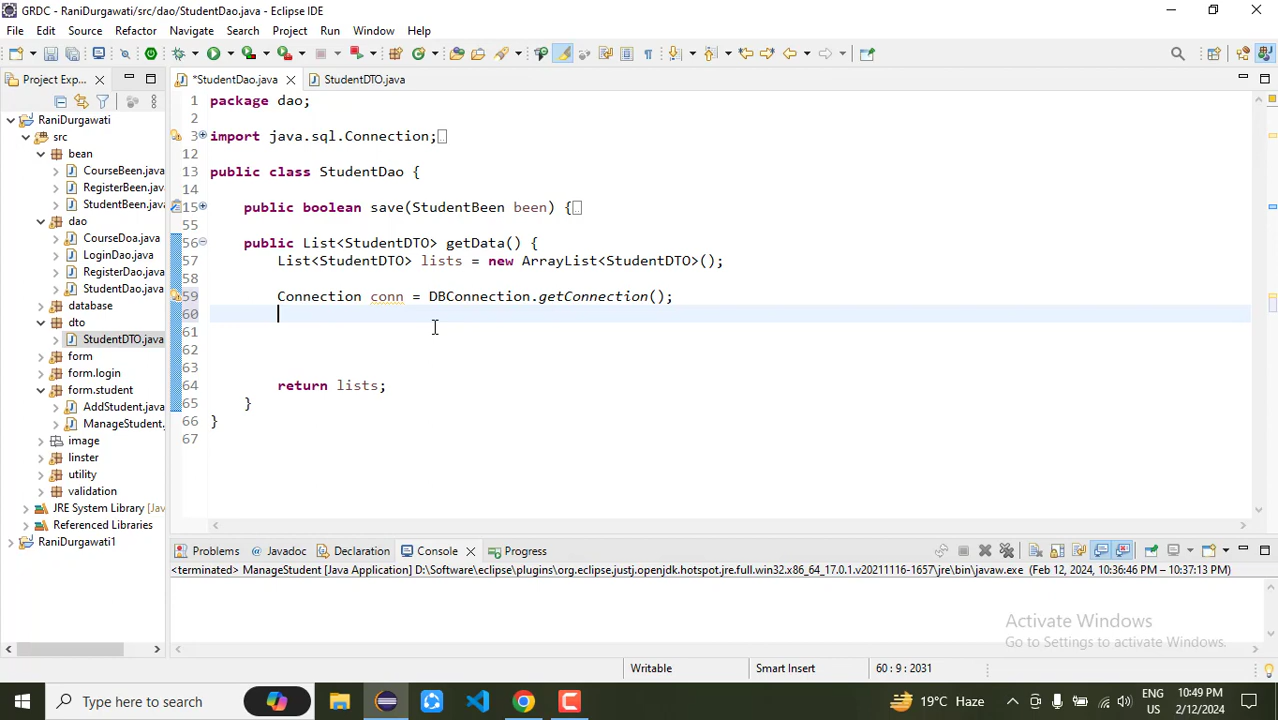 GRDC - RaniDurgawati/src/dao/StudentDao.java - Eclipse IDE
File Edit Source Refactor Navigate Search Project Run Window Help
Project Exp...
*StudentDao.java
StudentDTO.java
RaniDurgawati
src
bean
CourseBeen.java
RegisterBeen.java
StudentBeen.java
dao
CourseDoa.java
LoginDao.java
RegisterDao.java
StudentDao.java
database
dto
StudentDTO.java
form
form.login
form.student
AddStudent.java
ManageStudent.
image
linster
utility
validation
JRE System Library [Jav
Referenced Libraries
RaniDurgawati1
1 package dao;
2
3 import java.sql.Connection;
12
13 public class StudentDao {
14
15 public boolean save(StudentBeen been) {
55
56 public List<StudentDTO> getData() {
57 List<StudentDTO> lists = new ArrayList<StudentDTO>();
58
59 Connection conn = DBConnection.getConnection();
60
61
62
63
64 return lists;
65 }
66 }
67
Problems Javadoc Declaration Console Progress
<terminated> ManageStudent [Java Application] D:\Software\eclipse\plugins\org.eclipse.justj.openjdk.hotspot.jre.full.win32.x86_64_17.0.1.v20211116-1657\jre\bin\javaw.exe (Feb 12, 2024, 10:36:46 PM – 10:37:13 PM)
Activate Windows
Go to Settings to activate Windows.
Writable
Smart Insert
60 : 9 : 2031
Type here to search
19°C Haze
ENG
US
10:49 PM
2/12/2024